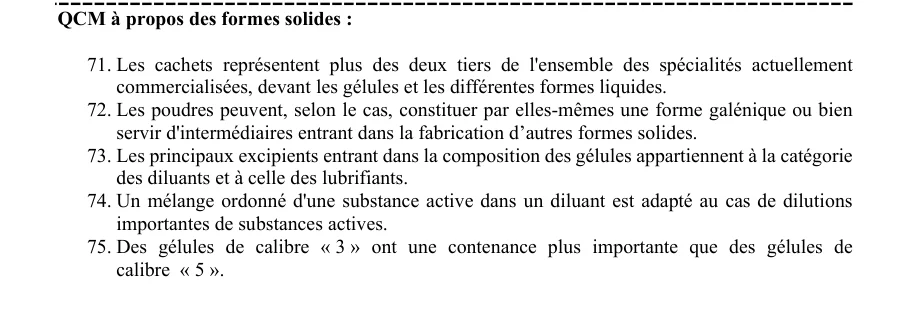 QCM à propos des formes solides :
71. Les cachets représentent plus des deux tiers de l'ensemble des spécialités actuellement
commercialisées, devant les gélules et les différentes formes liquides.
72. Les poudres peuvent, selon le cas, constituer par elles-mêmes une forme galénique ou bien
servir d'intermédiaires entrant dans la fabrication d’autres formes solides.
73. Les principaux excipients entrant dans la composition des gélules appartiennent à la catégorie
des diluants et à celle des lubrifiants.
74. Un mélange ordonné d'une substance active dans un diluant est adapté au cas de dilutions
importantes de substances actives.
75. Des gélules de calibre « 3 » ont une contenance plus importante que des gélules de
calibre « 5 ».